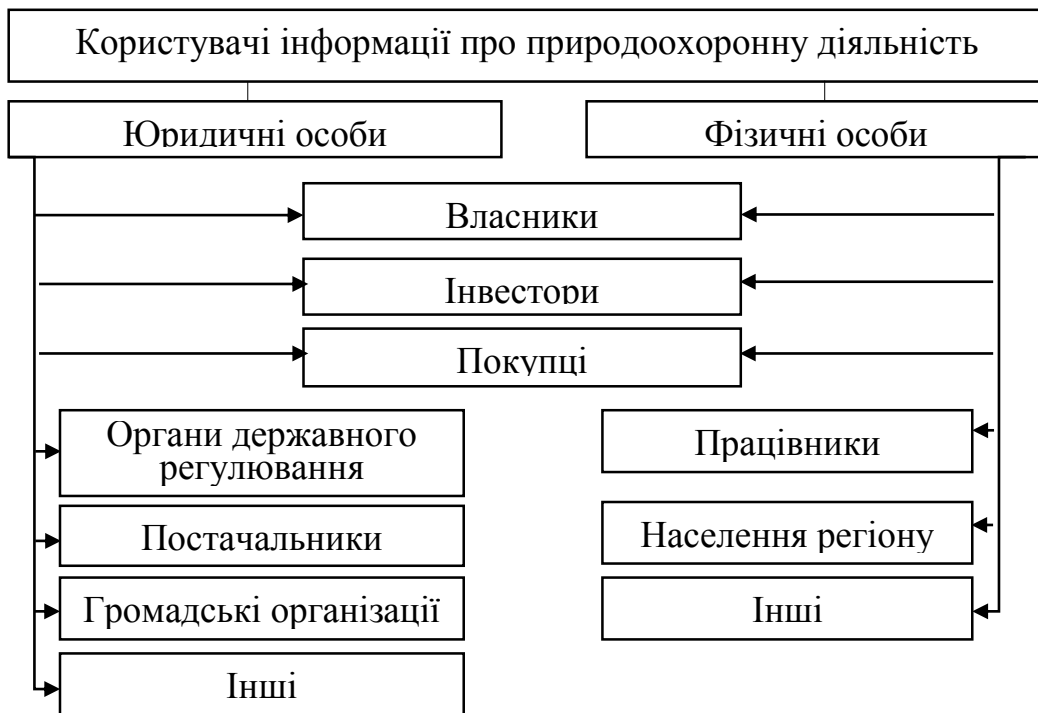 Користувачі інформації про природоохоронну діяльність
Юридичні особи
Фізичні особи
Власники
Інвестори
Покупці
Органи державного
регулювання
Працівники
Постачальники
Населення регіону
Громадські організації
Інші
Інші